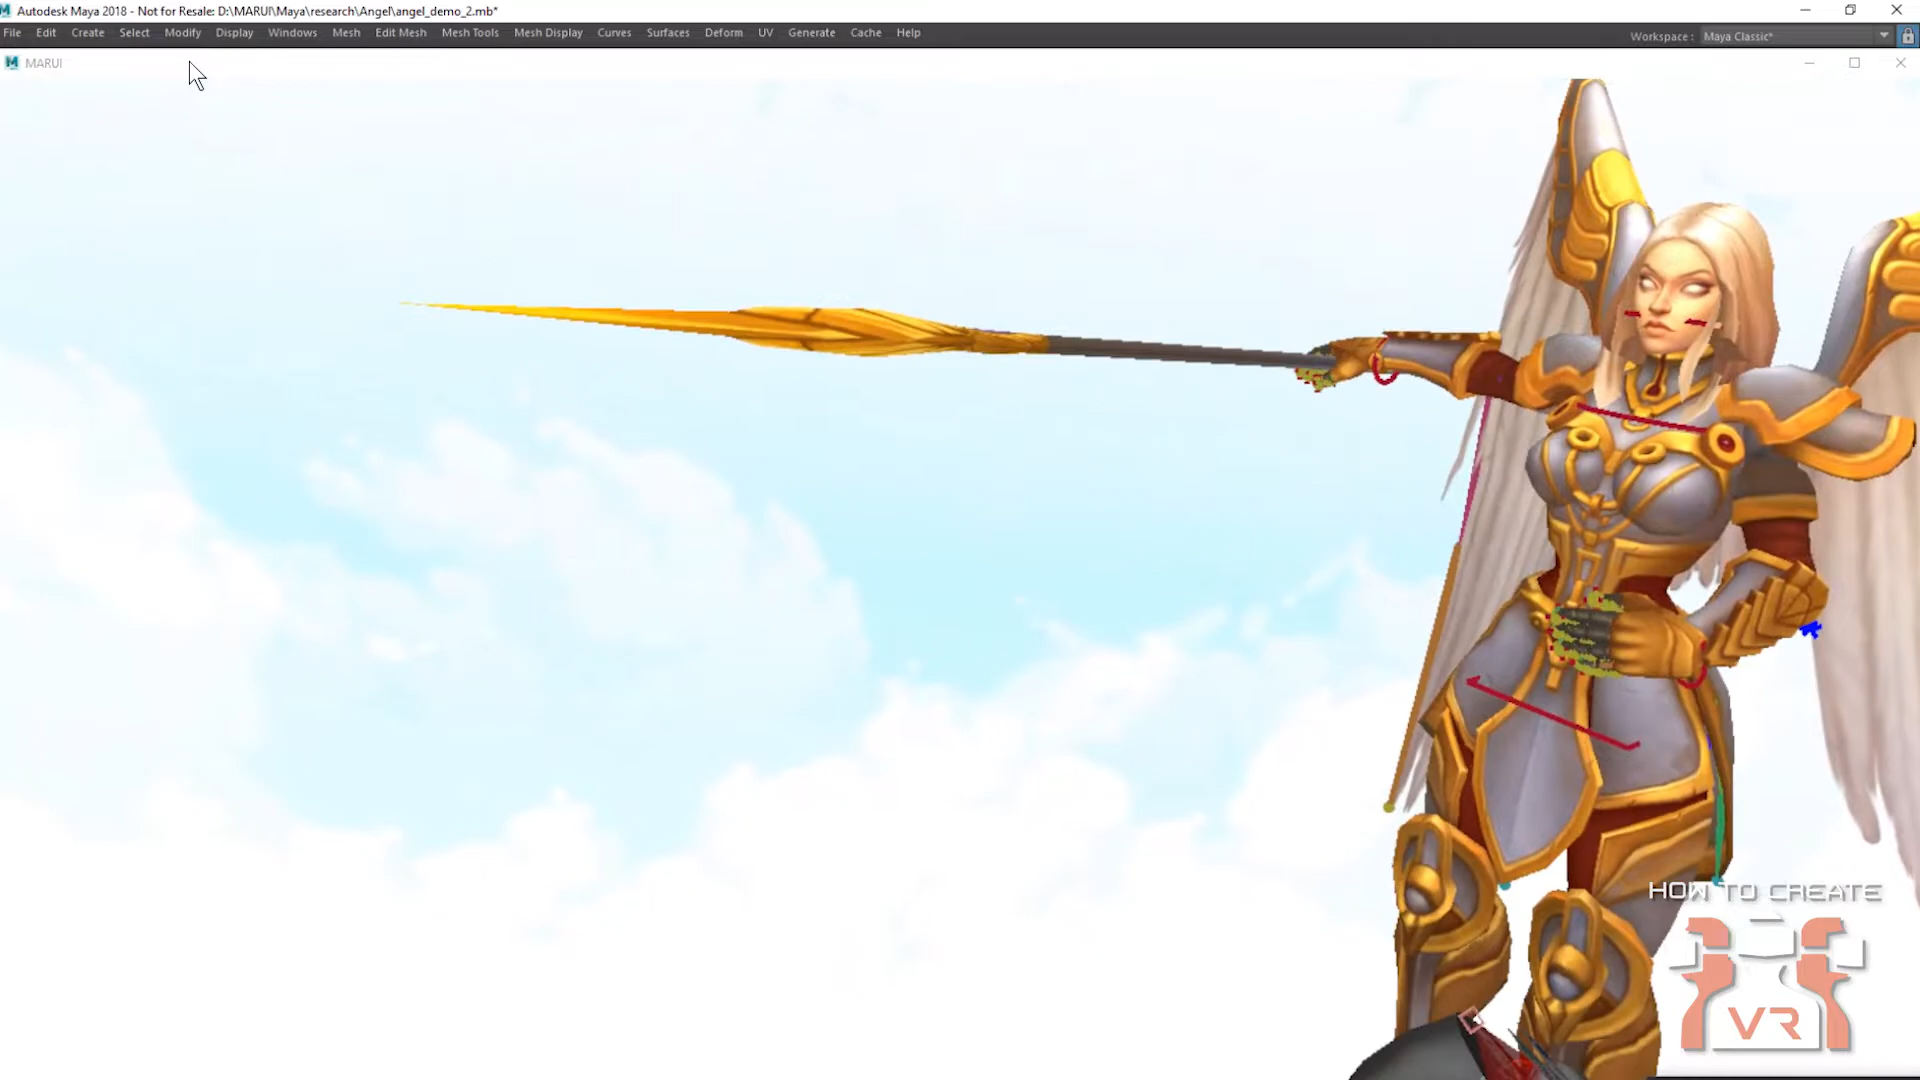 Autodesk Maya 2018 - Not for Resale: D:\MARUI\Maya\research\Angel\angel_demo_2.mb*
File Edit Create Select Modify Display Windows Mesh Edit Mesh Mesh Tools Mesh Display Curves Surfaces Deform UV Generate Cache Help
Workspace : Maya Classic*
MARUI
HOW TO CREATE
VR